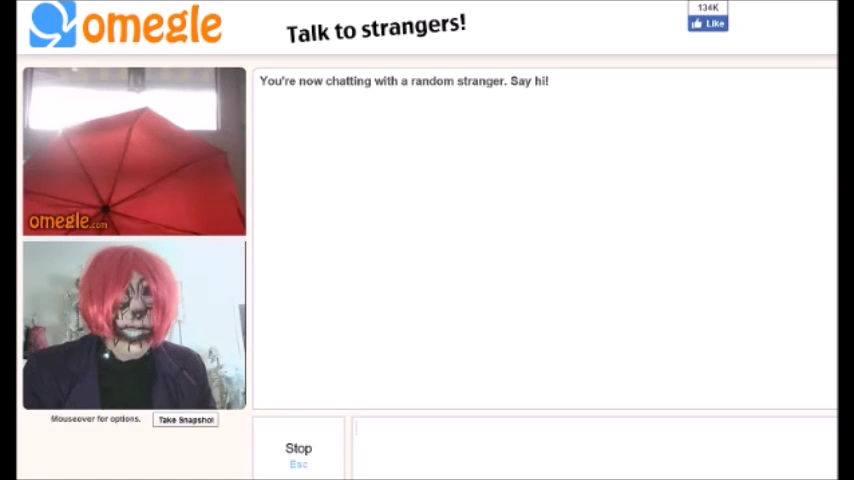 omegle
Talk to strangers!
134K
Like
You're now chatting with a random stranger. Say hi!
omegle.com
Mouseover for options.
Take Snapshot
Stop
Esc